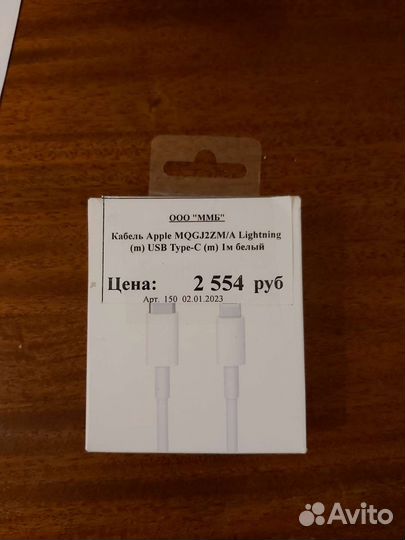 ООО "ММБ"
Кабель Apple MQGJ2ZM/A Lightning
(m) USB Type-C (m) 1м белый
Цена: 2 554 руб
Арт. 150 02.01.2023
Avito